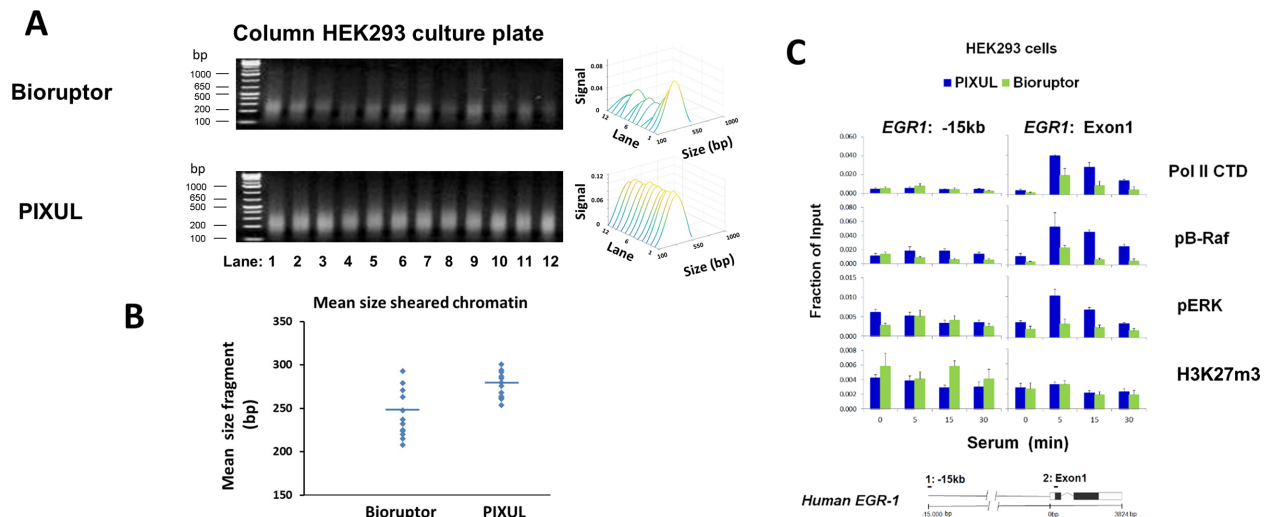 A
Column HEK293 culture plate
Bioruptor
bp
1000
650
500
200
100
Signal
0.08
0.04
0
12
6
1
Lane
100
550
1000
Size (bp)
PIXUL
bp
1000
650
500
200
100
Signal
0.12
0.06
0
12
6
1
Lane
100
550
1000
Size (bp)
Lane: 1 2 3 4 5 6 7 8 9 10 11 12
B
Mean size sheared chromatin
Mean size fragment
(bp)
350
300
250
200
150
Bioruptor PIXUL
C
HEK293 cells
PIXUL Bioruptor
EGR1: -15kb EGR1: Exon1
Fraction of Input
0.060
0.040
0.020
0.000
Pol II CTD
0.080
0.060
0.040
0.020
0.000
pB-Raf
0.015
0.010
0.005
0.000
pERK
0.008
0.006
0.004
0.002
0.000
H3K27m3
0 5 15 30 0 5 15 30
Serum (min)
1: -15kb 2: Exon1
Human EGR-1
-15,000 bp 0bp 3824bp